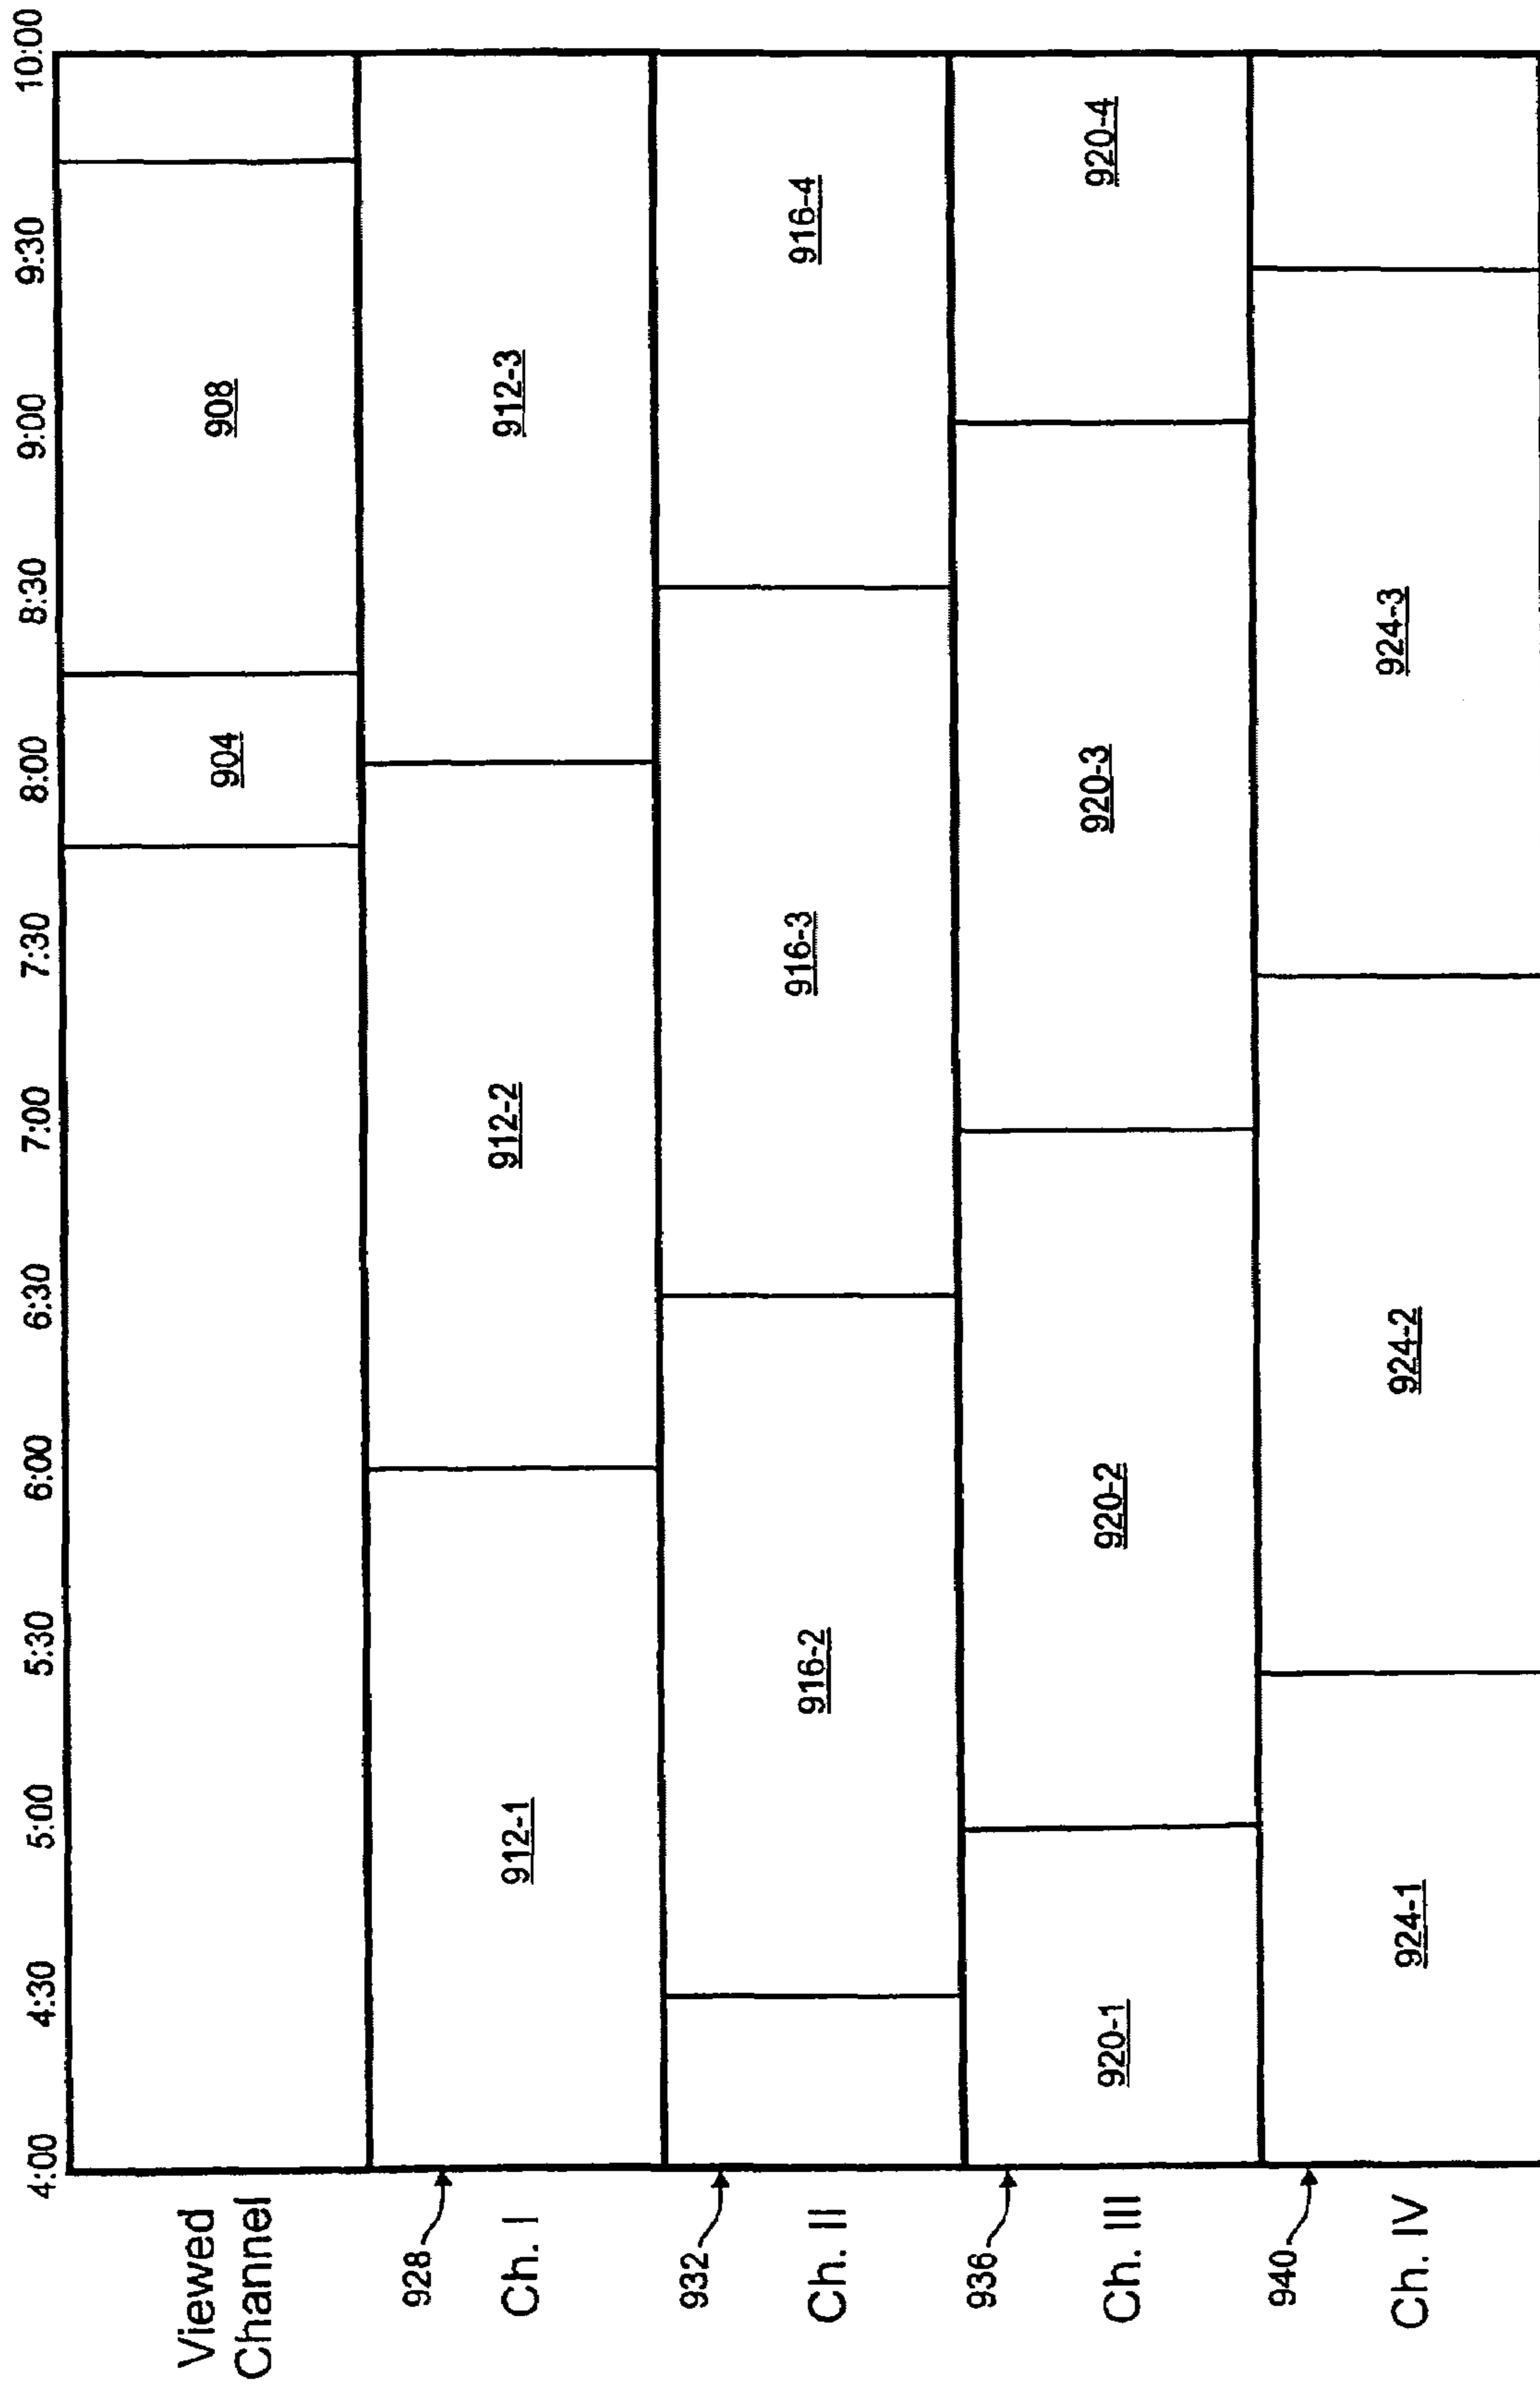 4:00 4:30 5:00 5:30 6:00 6:30 7:00 7:30 8:00 8:30 9:00 9:30 10:00
Viewed
Channel
904 908
928
Ch. I
912-1 912-2 912-3
932
Ch. II
916-2 916-3 916-4
936
Ch. III
920-1 920-2 920-3 920-4
940
Ch. IV
924-1 924-2 924-3